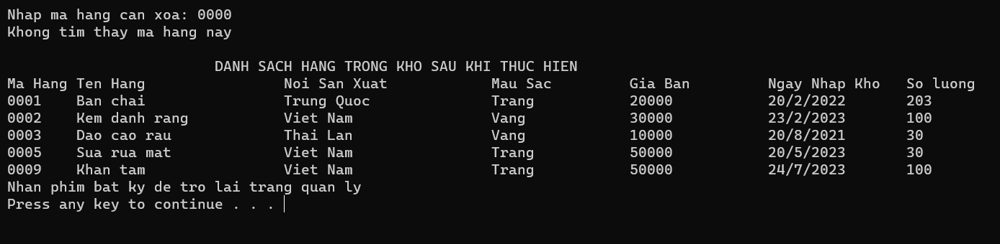 Nhap ma hang can xoa: 0000
Khong tim thay ma hang nay
DANH SACH HANG TRONG KHO SAU KHI THUC HIEN
Ma Hang Ten Hang Noi San Xuat Mau Sac Gia Ban Ngay Nhap Kho So luong
0001 Ban chai Trung Quoc Trang 20000 20/2/2022 203
0002 Kem danh rang Viet Nam Vang 30000 23/2/2023 100
0003 Dao cao rau Thai Lan Vang 10000 20/8/2021 30
0005 Sua rua mat Viet Nam Trang 50000 20/5/2023 30
0009 Khan tam Viet Nam Trang 50000 24/7/2023 100
Nhan phim bat ky de tro lai trang quan ly
Press any key to continue . . .